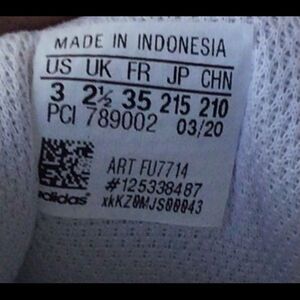 MADE IN INDONESIA
US UK FR JP CHN
3 2½ 35 215 210
PCI 789002 03/20
ART FU7714
#125338487
adidas xkKZ0MJS00043